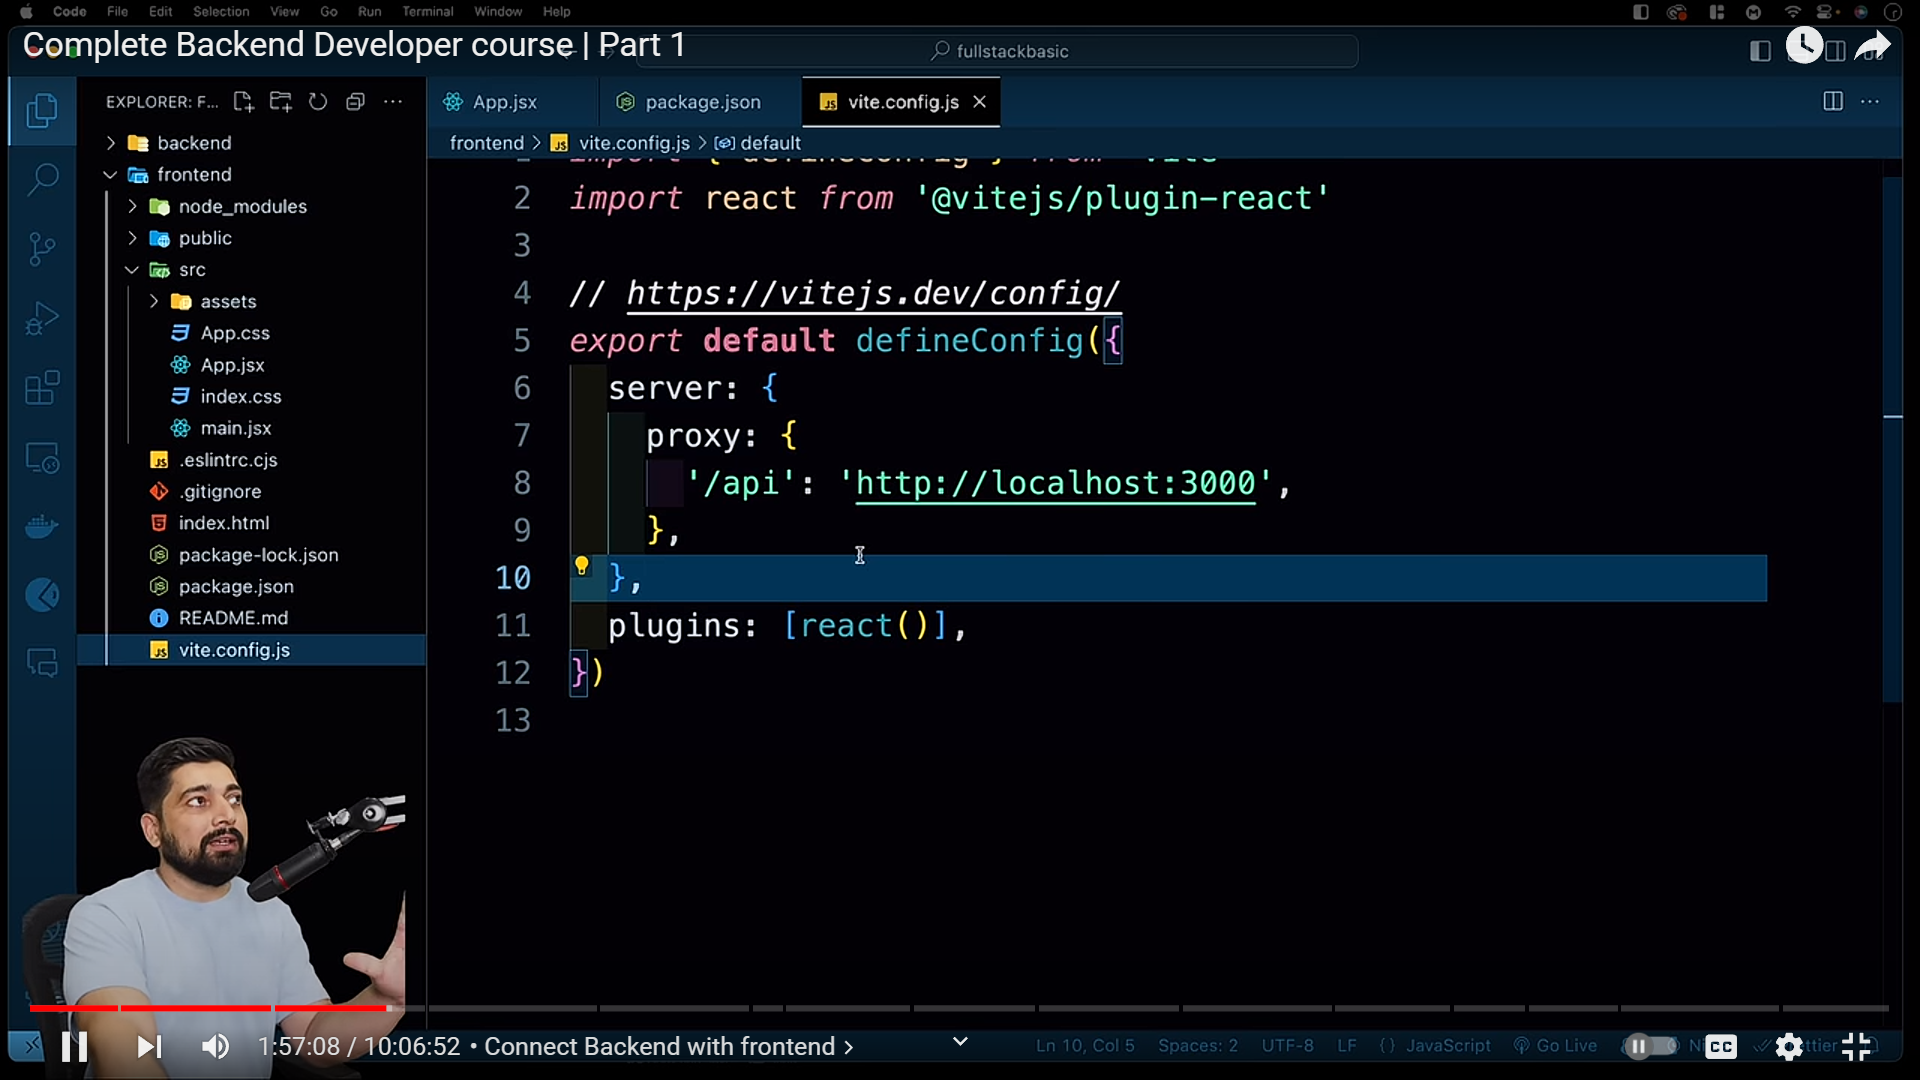 Code File Edit Selection View Go Run Terminal Window Help
Complete Backend Developer course | Part 1
fullstackbasic
EXPLORER: F...
App.jsx
package.json
vite.config.js
frontend > vite.config.js > default
backend
frontend
node_modules
public
src
assets
App.css
App.jsx
index.css
main.jsx
.eslintrc.cjs
.gitignore
index.html
package-lock.json
package.json
README.md
vite.config.js
2 import react from '@vitejs/plugin-react'
3
4 // https://vitejs.dev/config/
5 export default defineConfig({
6 server: {
7 proxy: {
8 '/api': 'http://localhost:3000',
9 },
10 },
11 plugins: [react()],
12 })
13
1:57:08 / 10:06:52 • Connect Backend with frontend >
Ln 10, Col 5 Spaces: 2 UTF-8 LF {} JavaScript Go Live
CC